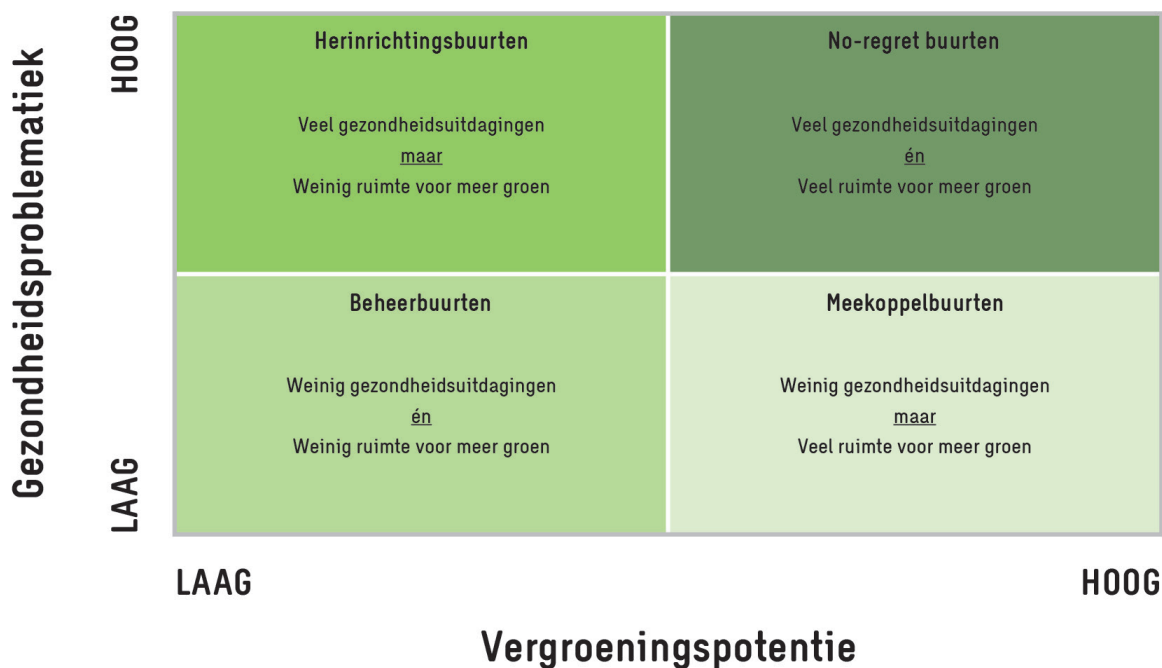 Gezondheidsproblematiek
HOOG
LAAG
Herinrichtingsbuurten
Veel gezondheidsuitdagingen
maar
Weinig ruimte voor meer groen
No-regret buurten
Veel gezondheidsuitdagingen
én
Veel ruimte voor meer groen
Beheerbuurten
Weinig gezondheidsuitdagingen
én
Weinig ruimte voor meer groen
Meekoppelbuurten
Weinig gezondheidsuitdagingen
maar
Veel ruimte voor meer groen
LAAG
HOOG
Vergroeningspotentie